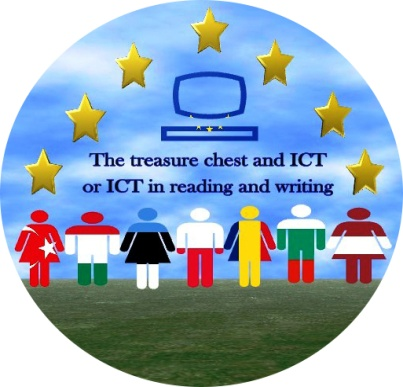 The treasure chest and ICT
or ICT in reading and writing